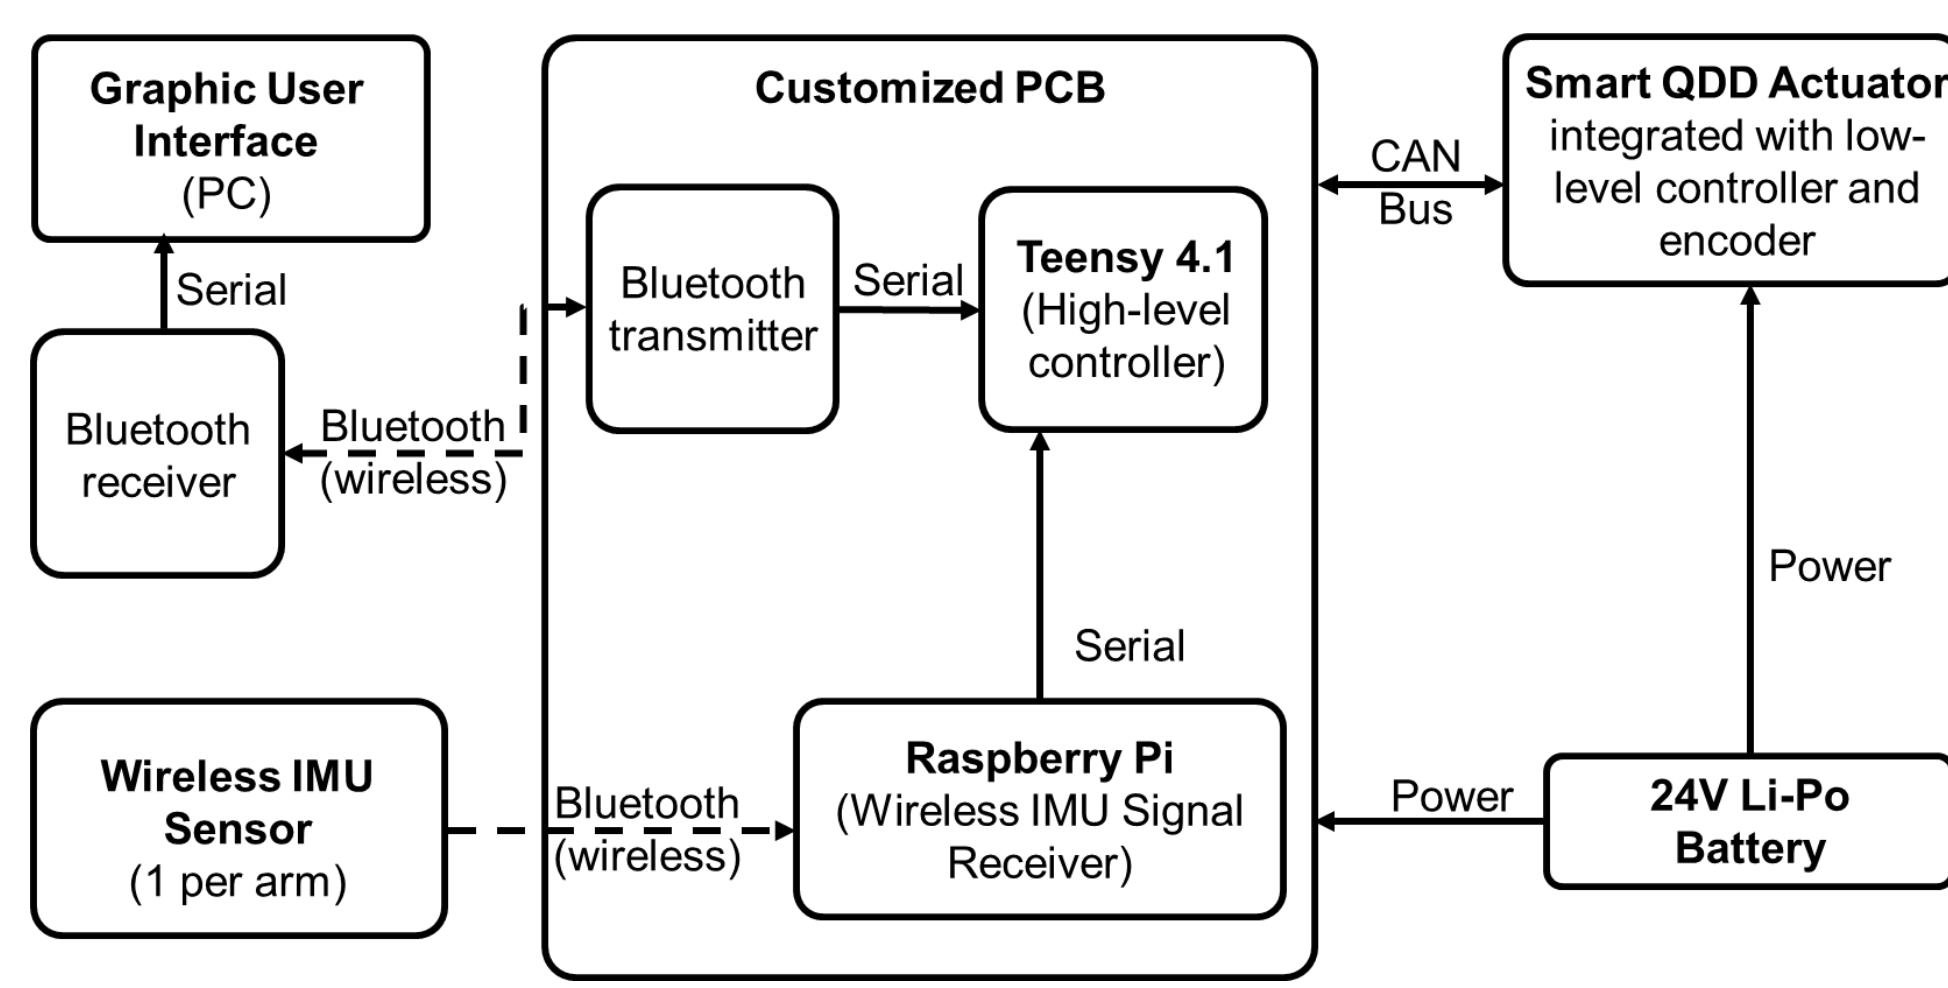 Graphic User
Interface
(PC)
Serial
Bluetooth
receiver
Bluetooth
(wireless)
Wireless IMU
Sensor
(1 per arm)
Bluetooth
(wireless)
Customized PCB
Bluetooth
transmitter
Serial
Teensy 4.1
(High-level
controller)
Serial
Raspberry Pi
(Wireless IMU Signal
Receiver)
CAN
Bus
Smart QDD Actuator
integrated with low-
level controller and
encoder
Power
Power
24V Li-Po
Battery